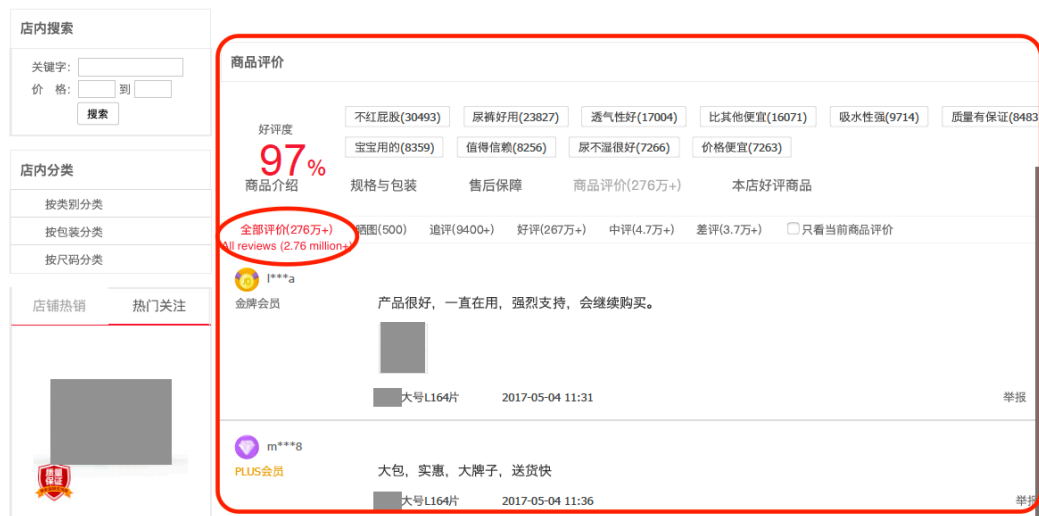 店内搜索
关键字:
价 格: 到
搜索
店内分类
按类别分类
按包装分类
按尺码分类
店铺热销 热门关注
质量
保证
商品评价
好评度
97%
不红屁股(30493) 尿裤好用(23827) 透气性好(17004) 比其他便宜(16071) 吸水性强(9714) 质量有保证(8483
宝宝用的(8359) 值得信赖(8256) 尿不湿很好(7266) 价格便宜(7263)
商品介绍 规格与包装 售后保障 商品评价(276万+) 本店好评商品
全部评价(276万+) 晒图(500) 追评(9400+) 好评(267万+) 中评(4.7万+) 差评(3.7万+) 只看当前商品评价
All reviews (2.76 million+)
l***a
金牌会员
产品很好，一直在用，强烈支持，会继续购买。
大号L164片 2017-05-04 11:31 举报
m***8
PLUS会员
大包，实惠，大牌子，送货快
大号L164片 2017-05-04 11:36 举报